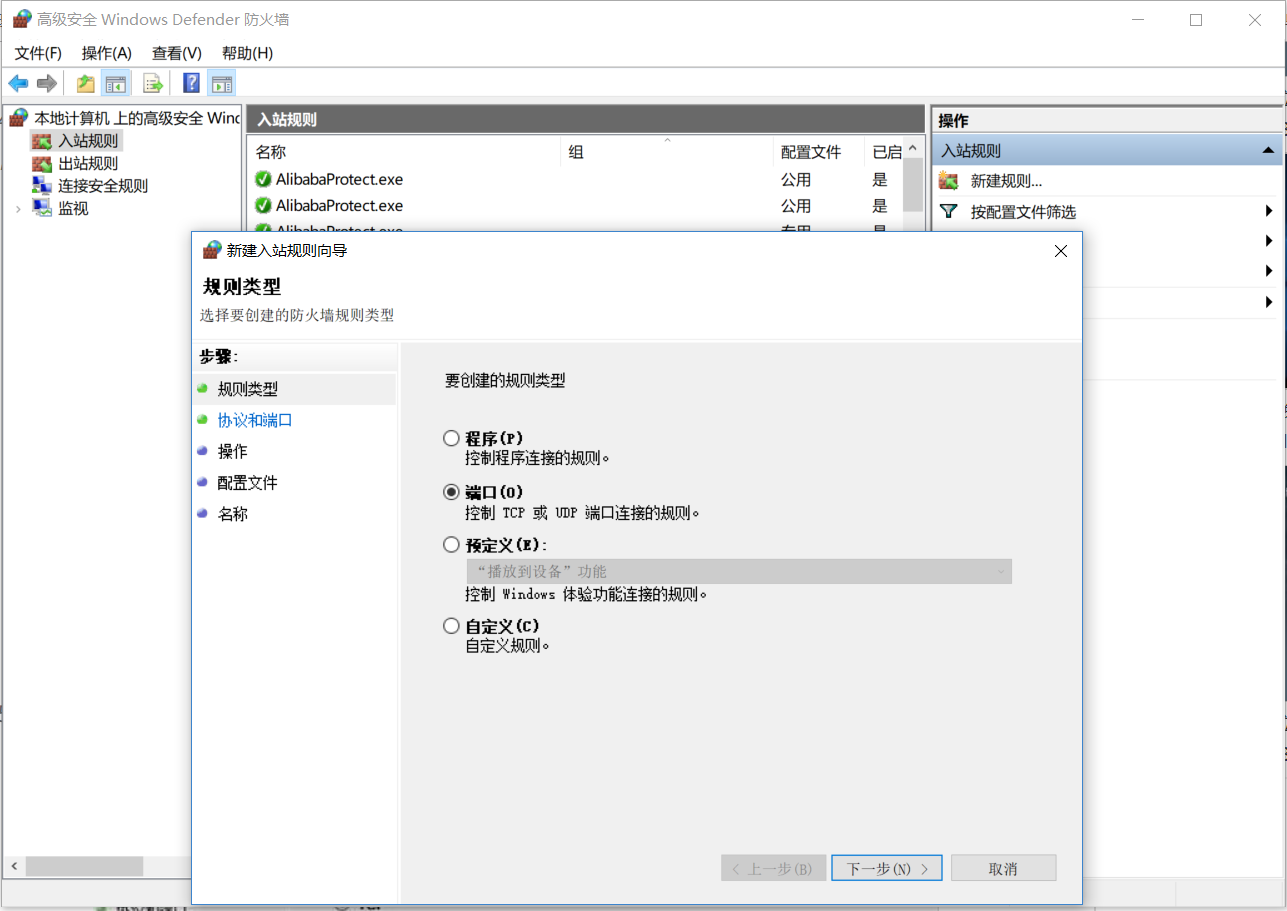 高级安全 Windows Defender 防火墙
文件(F) 操作(A) 查看(V) 帮助(H)
本地计算机 上的高级安全 Wind
入站规则
出站规则
连接安全规则
监视
入站规则
名称 组 配置文件 已启
AlibabaProtect.exe 公用 是
AlibabaProtect.exe 公用 是
AlibabaProtect.exe 专用 是
操作
入站规则
新建规则...
按配置文件筛选
新建入站规则向导
规则类型
选择要创建的防火墙规则类型
步骤:
规则类型
协议和端口
操作
配置文件
名称
要创建的规则类型
程序(P)
控制程序连接的规则。
端口(O)
控制 TCP 或 UDP 端口连接的规则。
预定义(E):
“播放到设备”功能
控制 Windows 体验功能连接的规则。
自定义(C)
自定义规则。
< 上一步(B) 下一步(N) > 取消